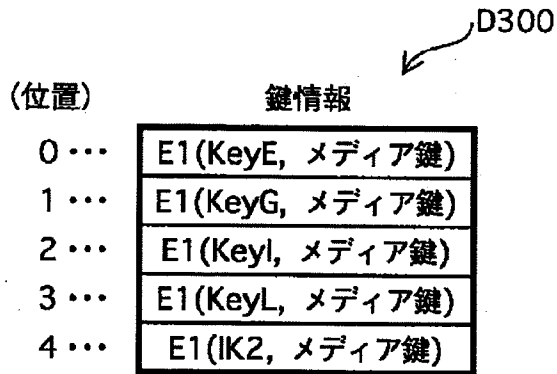 D300
(位置) 鍵情報
0… E1(KeyE, メディア鍵)
1… E1(KeyG, メディア鍵)
2… E1(KeyI, メディア鍵)
3… E1(KeyL, メディア鍵)
4… E1(IK2, メディア鍵)